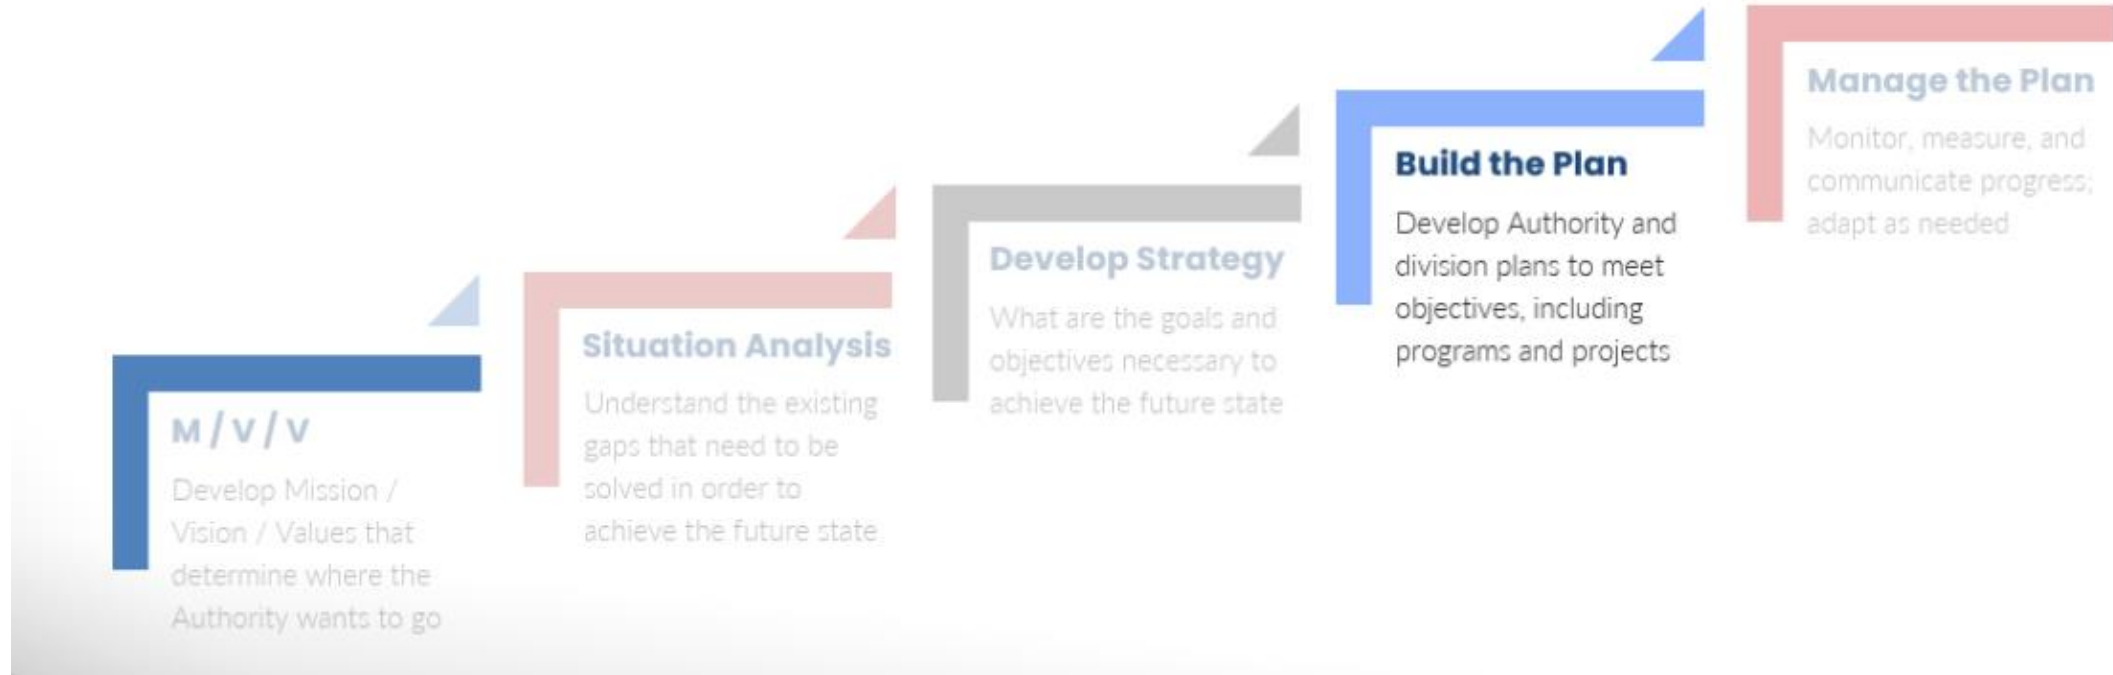 M / V / V
Develop Mission /
Vision / Values that
determine where the
Authority wants to go
Situation Analysis
Understand the existing
gaps that need to be
solved in order to
achieve the future state
Develop Strategy
What are the goals and
objectives necessary to
achieve the future state
Build the Plan
Develop Authority and
division plans to meet
objectives, including
programs and projects
Manage the Plan
Monitor, measure, and
communicate progress;
adapt as needed